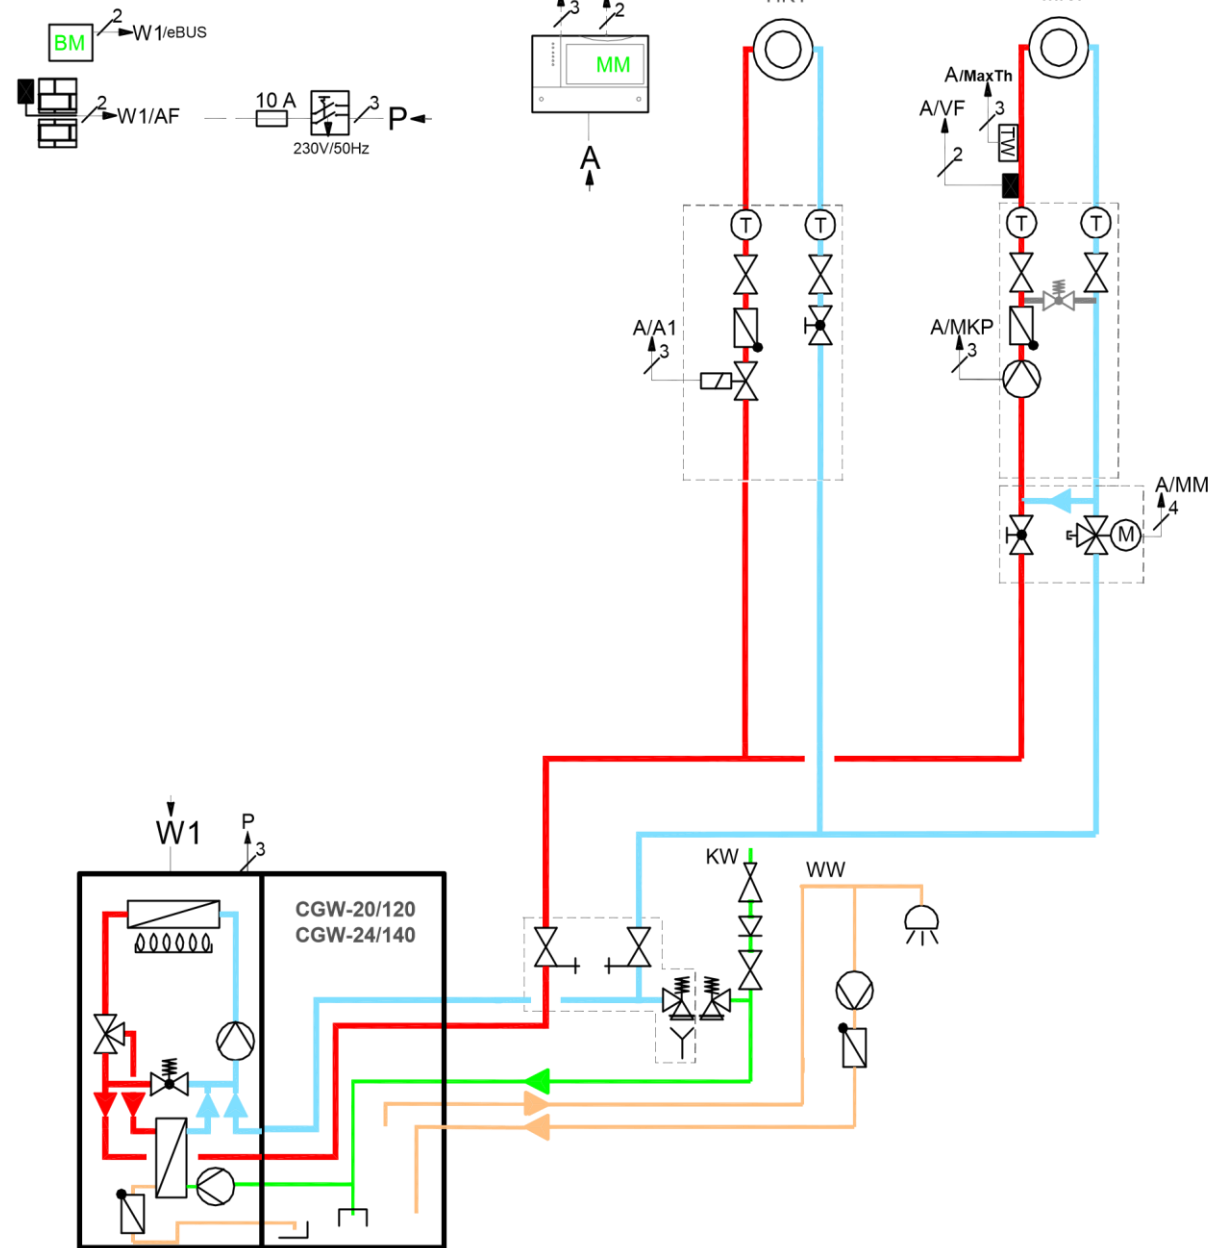 2
BM
W1/eBUS
2
W1/AF
10 A
230V/50Hz
3
P
3
2
MM
A
A/MaxTh
A/VF
3
TW
2
T
T
T
T
A/A1
3
A/MKP
3
A/MM
4
M
W1
P
3
CGW-20/120
CGW-24/140
KW
WW